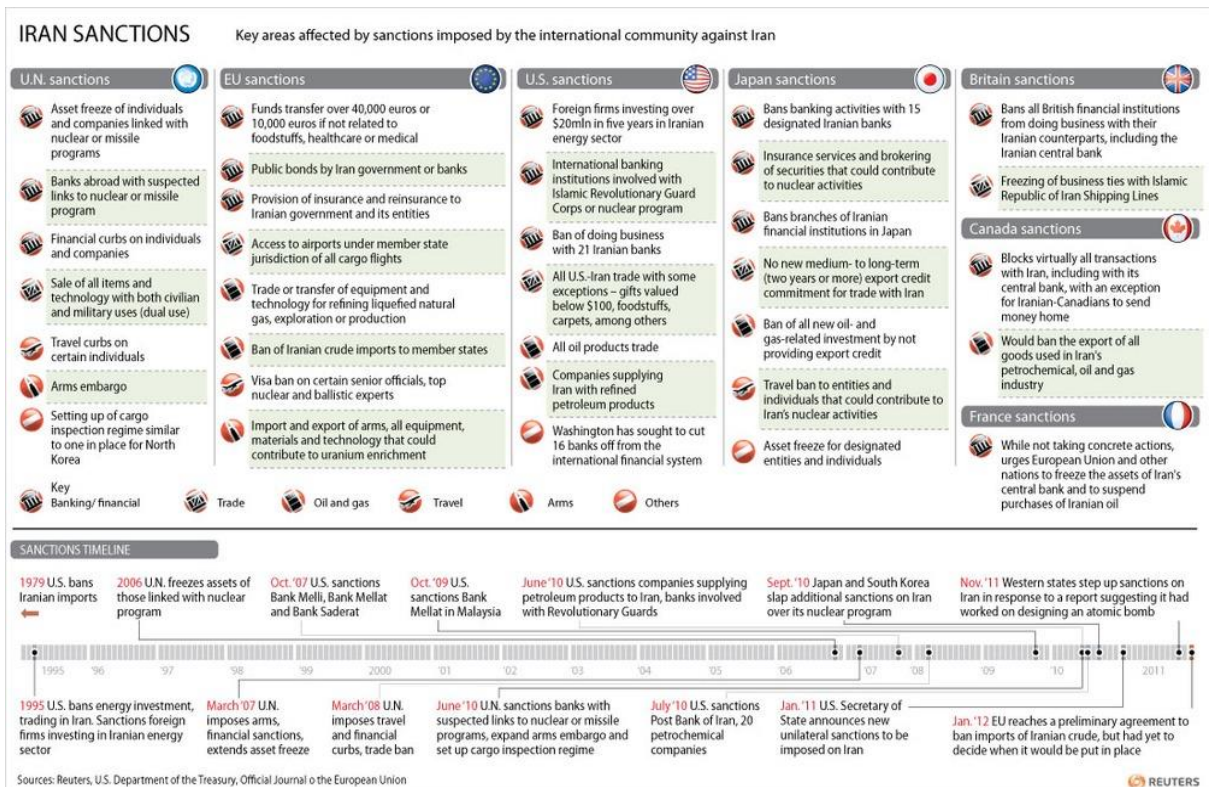 IRAN SANCTIONS
Key areas affected by sanctions imposed by the international community against Iran
U.N. sanctions
Asset freeze of individuals
and companies linked with
nuclear or missile
programs
Banks abroad with suspected
links to nuclear or missile
program
Financial curbs on individuals
and companies
Sale of all items and
technology with both civilian
and military uses (dual use)
Travel curbs on
certain individuals
Arms embargo
Setting up of cargo
inspection regime similar
to one in place for North
Korea
EU sanctions
Funds transfer over 40,000 euros or
10,000 euros if not related to
foodstuffs, healthcare or medical
Public bonds by Iran government or banks
Provision of insurance and reinsurance to
Iranian government and its entities
Access to airports under member state
jurisdiction of all cargo flights
Trade or transfer of equipment and
technology for refining liquefied natural
gas, exploration or production
Ban of Iranian crude imports to member states
Visa ban on certain senior officials, top
nuclear and ballistic experts
Import and export of arms, all equipment,
materials and technology that could
contribute to uranium enrichment
U.S. sanctions
Foreign firms investing over
$20mln in five years in Iranian
energy sector
International banking
institutions involved with
Islamic Revolutionary Guard
Corps or nuclear program
Ban of doing business
with 21 Iranian banks
All U.S.-Iran trade with some
exceptions – gifts valued
below $100, foodstuffs,
carpets, among others
All oil products trade
Companies supplying
Iran with refined
petroleum products
Washington has sought to cut
16 banks off from the
international financial system
Japan sanctions
Bans banking activities with 15
designated Iranian banks
Insurance services and brokering
of securities that could contribute
to nuclear activities
Bans branches of Iranian
financial institutions in Japan
No new medium- to long-term
(two years or more) export credit
commitment for trade with Iran
Ban of all new oil- and
gas-related investment by not
providing export credit
Travel ban to entities and
individuals that could contribute to
Iran's nuclear activities
Asset freeze for designated
entities and individuals
Britain sanctions
Bans all British financial institutions
from doing business with their
Iranian counterparts, including the
Iranian central bank
Freezing of business ties with Islamic
Republic of Iran Shipping Lines
Canada sanctions
Blocks virtually all transactions
with Iran, including with its
central bank, with an exception
for Iranian-Canadians to send
money home
Would ban the export of all
goods used in Iran's
petrochemical, oil and gas
industry
France sanctions
While not taking concrete actions,
urges European Union and other
nations to freeze the assets of Iran's
central bank and to suspend
purchases of Iranian oil
Key
Banking/ financial
Trade
Oil and gas
Travel
Arms
Others
SANCTIONS TIMELINE
1979 U.S. bans
Iranian imports
2006 U.N. freezes assets of
those linked with nuclear
program
Oct. '07 U.S. sanctions
Bank Melli, Bank Mellat
and Bank Saderat
Oct. '09 U.S.
sanctions Bank
Mellat in Malaysia
June '10 U.S. sanctions companies supplying
petroleum products to Iran, banks involved
with Revolutionary Guards
Sept. '10 Japan and South Korea
slap additional sanctions on Iran
over its nuclear program
Nov. '11 Western states step up sanctions on
Iran in response to a report suggesting it had
worked on designing an atomic bomb
1995 '96 '97 '98 '99 2000 '01 '02 '03 '04 '05 '06 '07 '08 '09 '10 2011
1995 U.S. bans energy investment,
trading in Iran. Sanctions foreign
firms investing in Iranian energy
sector
March '07 U.N.
imposes arms,
financial sanctions,
extends asset freeze
March '08 U.N.
imposes travel
and financial
curbs, trade ban
June '10 U.N. sanctions banks with
suspected links to nuclear or missile
programs, expand arms embargo and
set up cargo inspection regime
July '10 U.S. sanctions
Post Bank of Iran, 20
petrochemical
companies
Jan. '11 U.S. Secretary of
State announces new
unilateral sanctions to be
imposed on Iran
Jan. '12 EU reaches a preliminary agreement to
ban imports of Iranian crude, but had yet to
decide when it would be put in place
Sources: Reuters, U.S. Department of the Treasury, Official Journal o the European Union
REUTERS